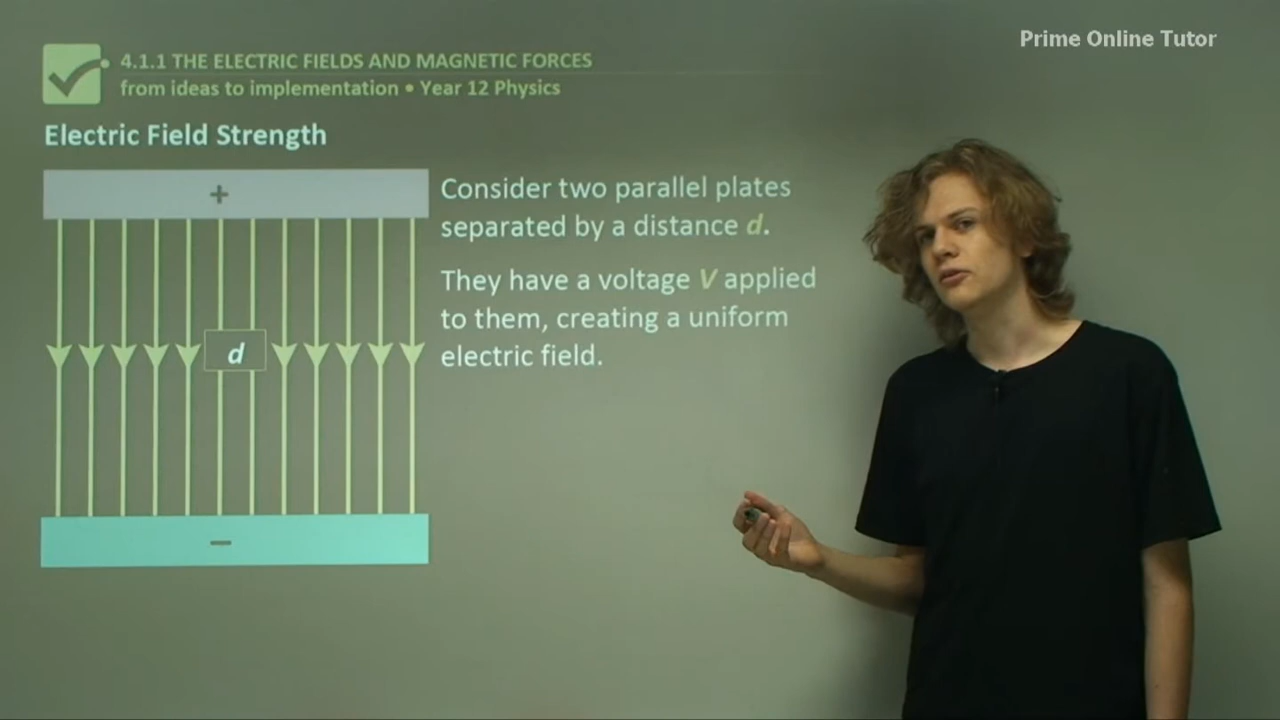 Prime Online Tutor
4.1.1 THE ELECTRIC FIELDS AND MAGNETIC FORCES
from ideas to implementation • Year 12 Physics
Electric Field Strength
+
Consider two parallel plates
separated by a distance d.
They have a voltage V applied
to them, creating a uniform
electric field.
d
−